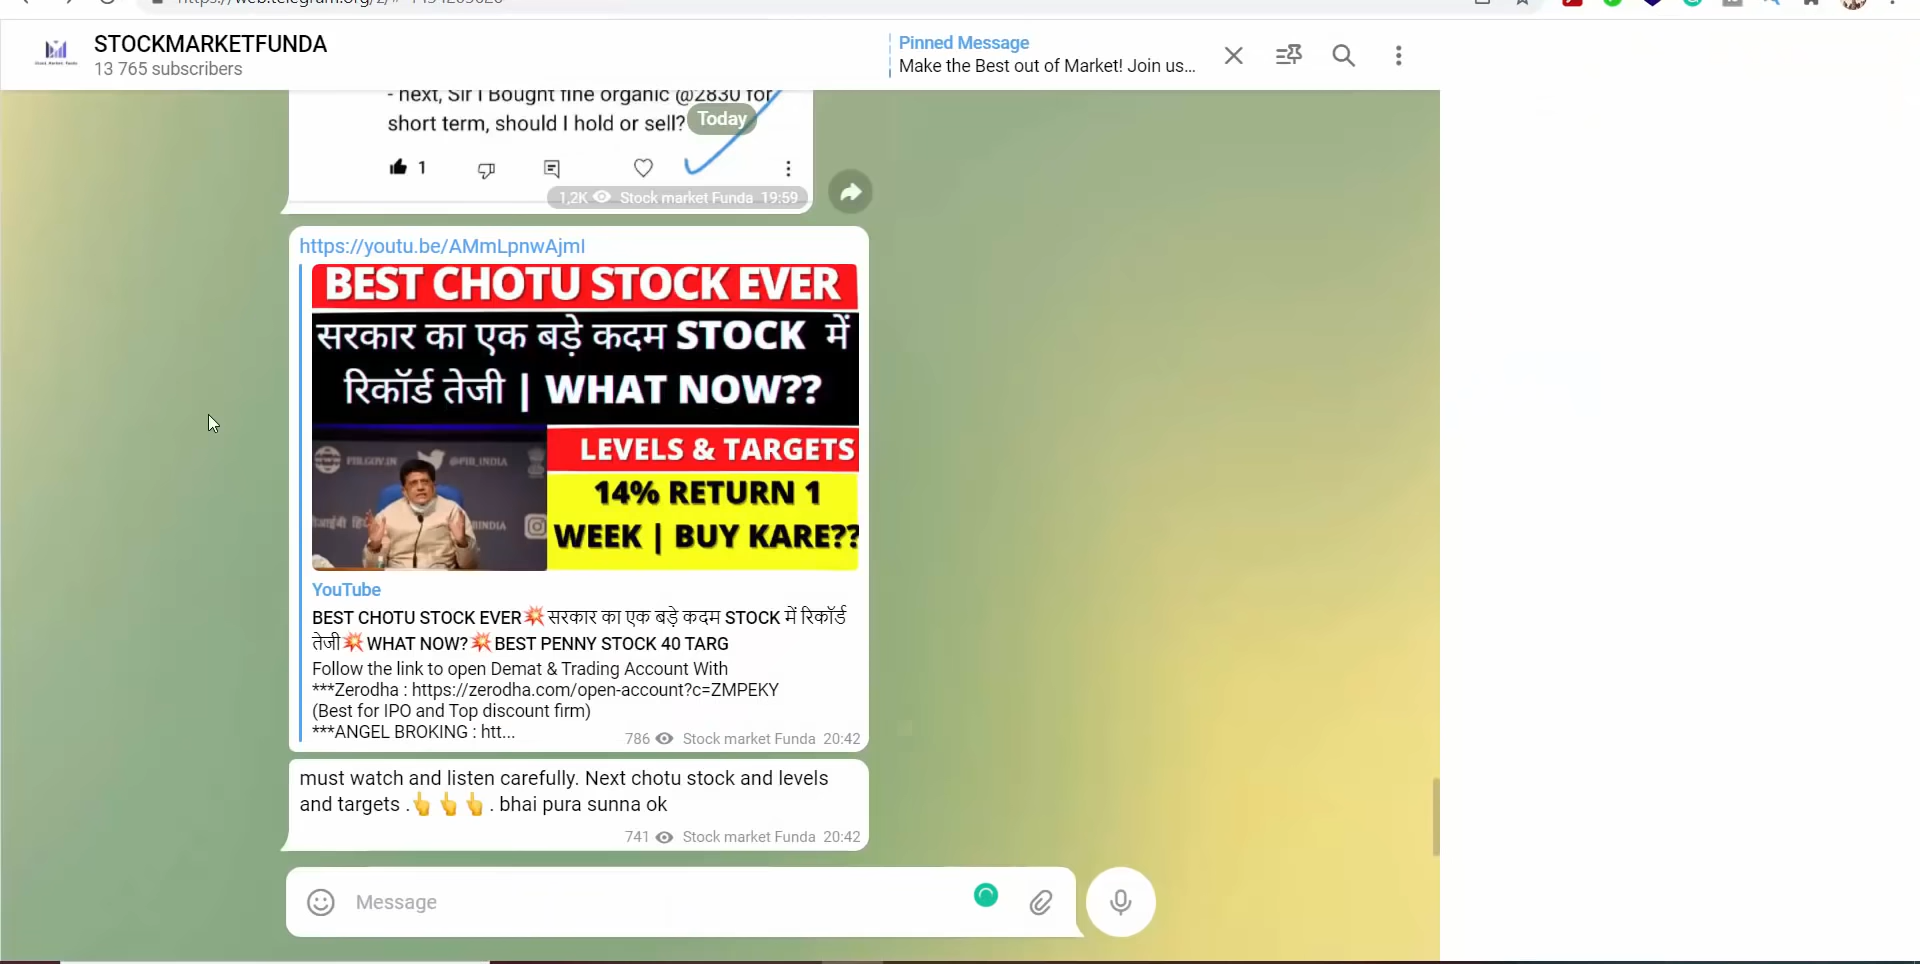 STOCKMARKETFUNDA
13 765 subscribers
Pinned Message
Make the Best out of Market! Join us...
- next, Sir I Bought fine organic @2830 for
short term, should I hold or sell?
Today
1
1,2K Stock market Funda 19:59
https://youtu.be/AMmLpnwAjmI
BEST CHOTU STOCK EVER
सरकार का एक बड़े कदम STOCK में
रिकॉर्ड तेजी | WHAT NOW??
PIB.GOV.IN @PIB_INDIA
LEVELS & TARGETS
14% RETURN 1
WEEK | BUY KARE??
YouTube
BEST CHOTU STOCK EVER💥सरकार का एक बड़े कदम STOCK में रिकॉर्ड
तेजी💥WHAT NOW?💥BEST PENNY STOCK 40 TARG
Follow the link to open Demat & Trading Account With
***Zerodha : https://zerodha.com/open-account?c=ZMPEKY
(Best for IPO and Top discount firm)
***ANGEL BROKING : htt...
786 Stock market Funda 20:42
must watch and listen carefully. Next chotu stock and levels
and targets .👆👆👆. bhai pura sunna ok
741 Stock market Funda 20:42
Message